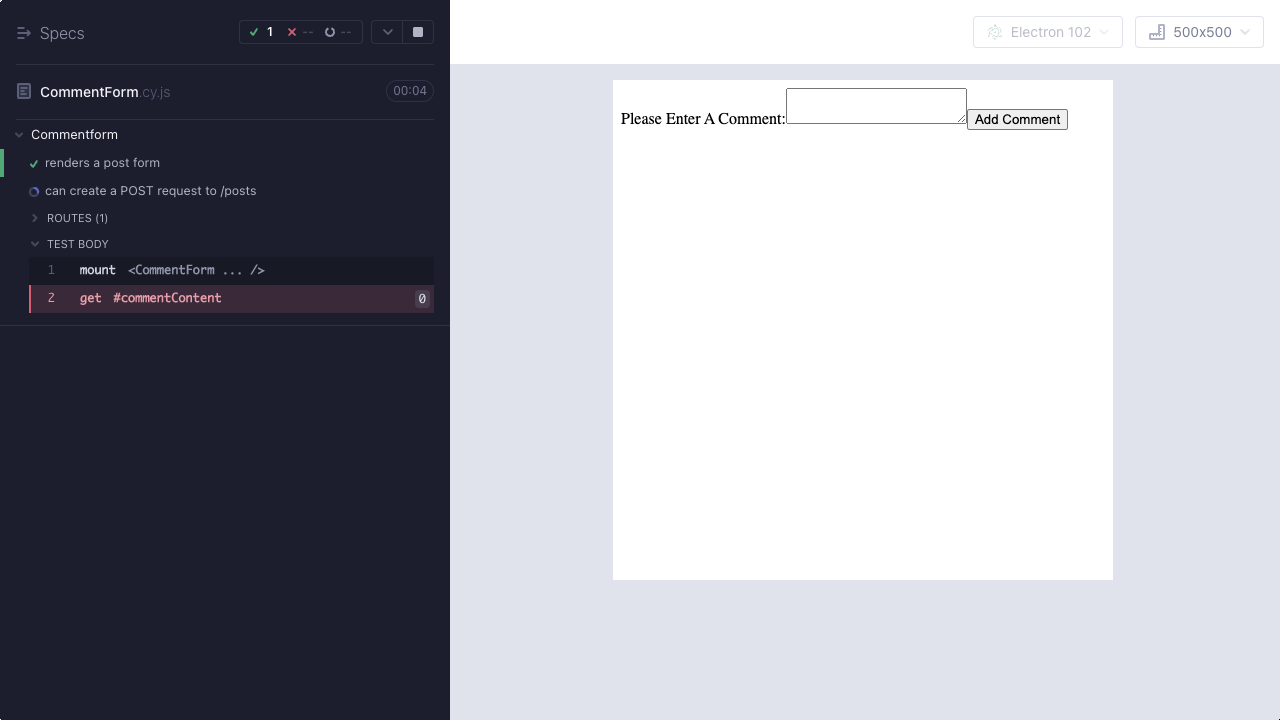 Specs
1 -- --
CommentForm.cy.js 00:04
Commentform
renders a post form
can create a POST request to /posts
ROUTES (1)
TEST BODY
1 mount <CommentForm ... />
2 get #commentContent 0
Electron 102 500x500
Please Enter A Comment: Add Comment